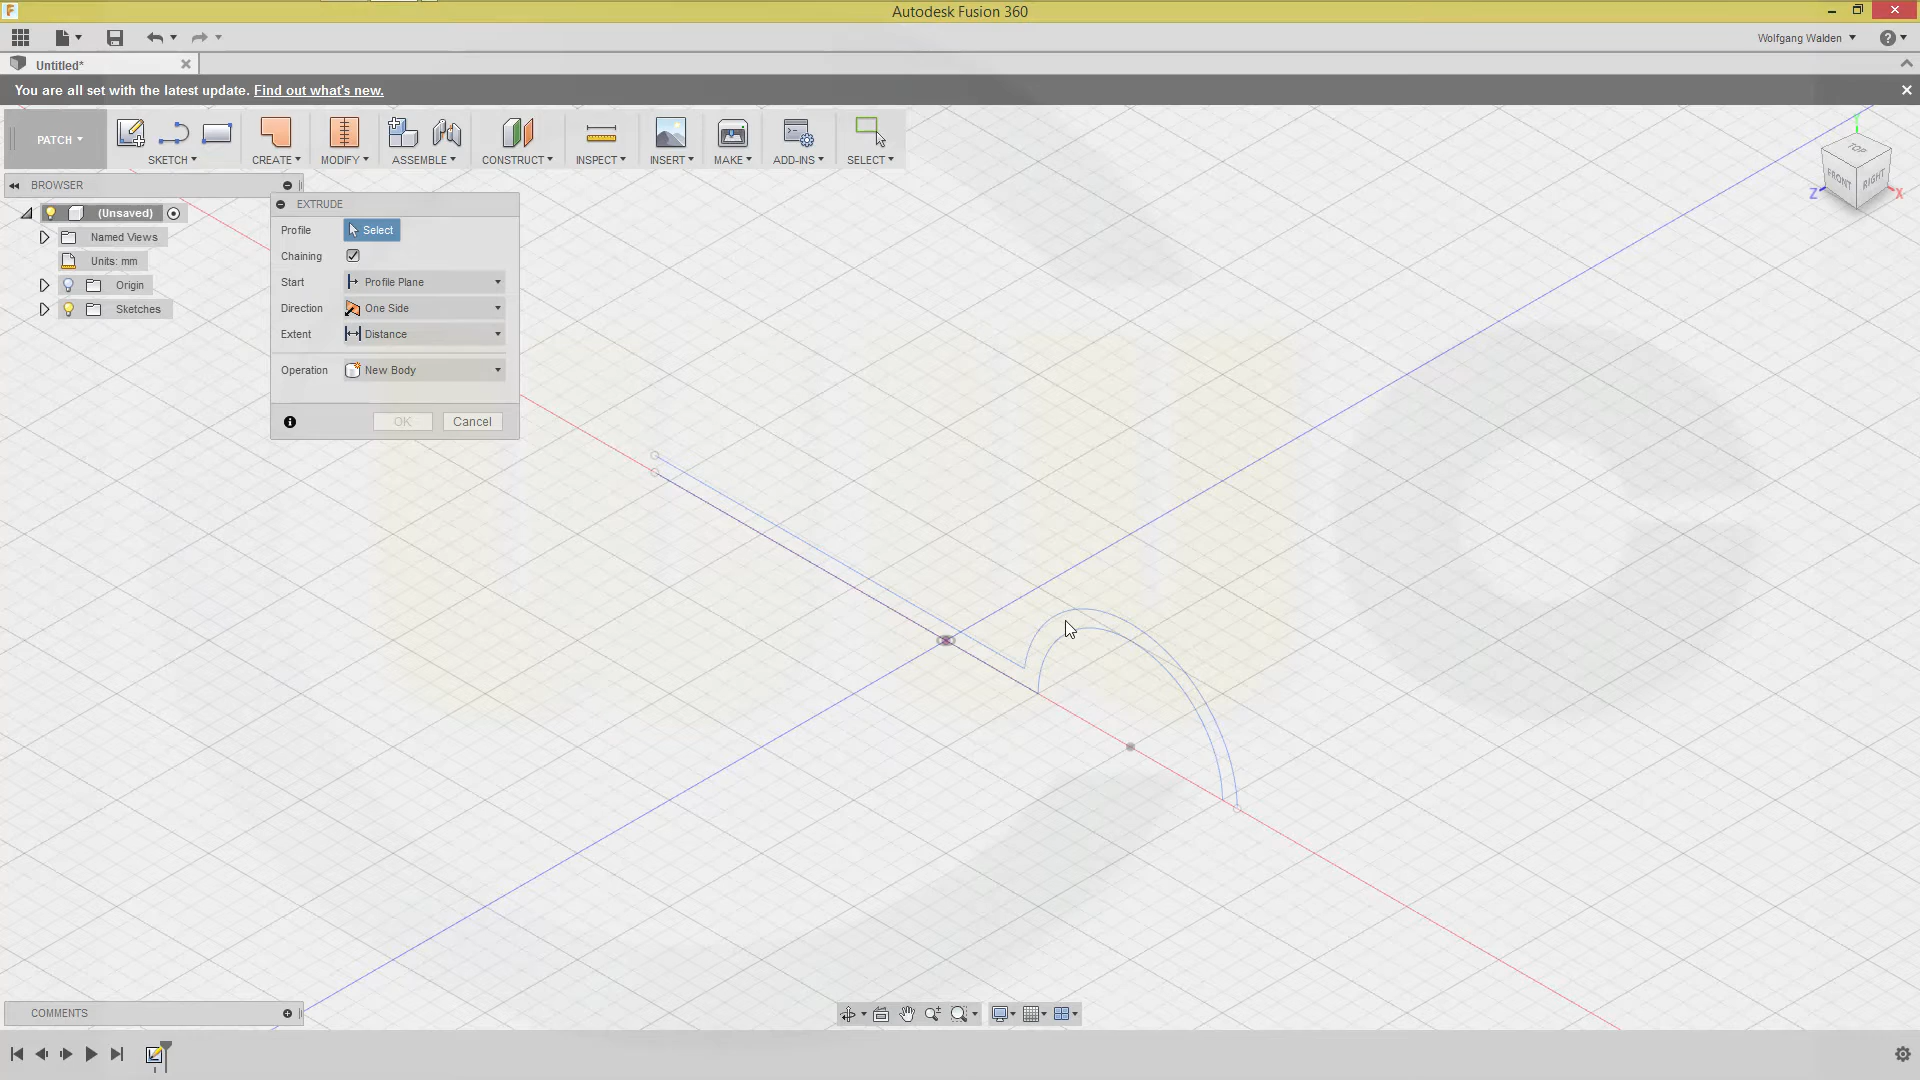 Autodesk Fusion 360
Wolfgang Walden
Untitled*
You are all set with the latest update. Find out what's new.
PATCH
SKETCH
CREATE
MODIFY
ASSEMBLE
CONSTRUCT
INSPECT
INSERT
MAKE
ADD-INS
SELECT
BROWSER
(Unsaved)
Named Views
Units: mm
Origin
Sketches
EXTRUDE
Profile
Select
Chaining
Start
Profile Plane
Direction
One Side
Extent
Distance
Operation
New Body
OK
Cancel
Y
TOP
FRONT
RIGHT
Z
X
COMMENTS